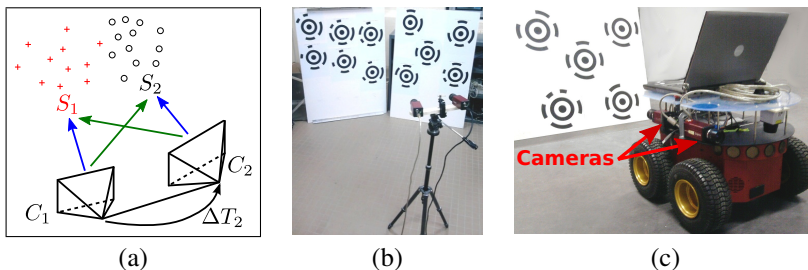 S₁
S₂
C₁
C₂
ΔT₂
Cameras
(a)
(b)
(c)